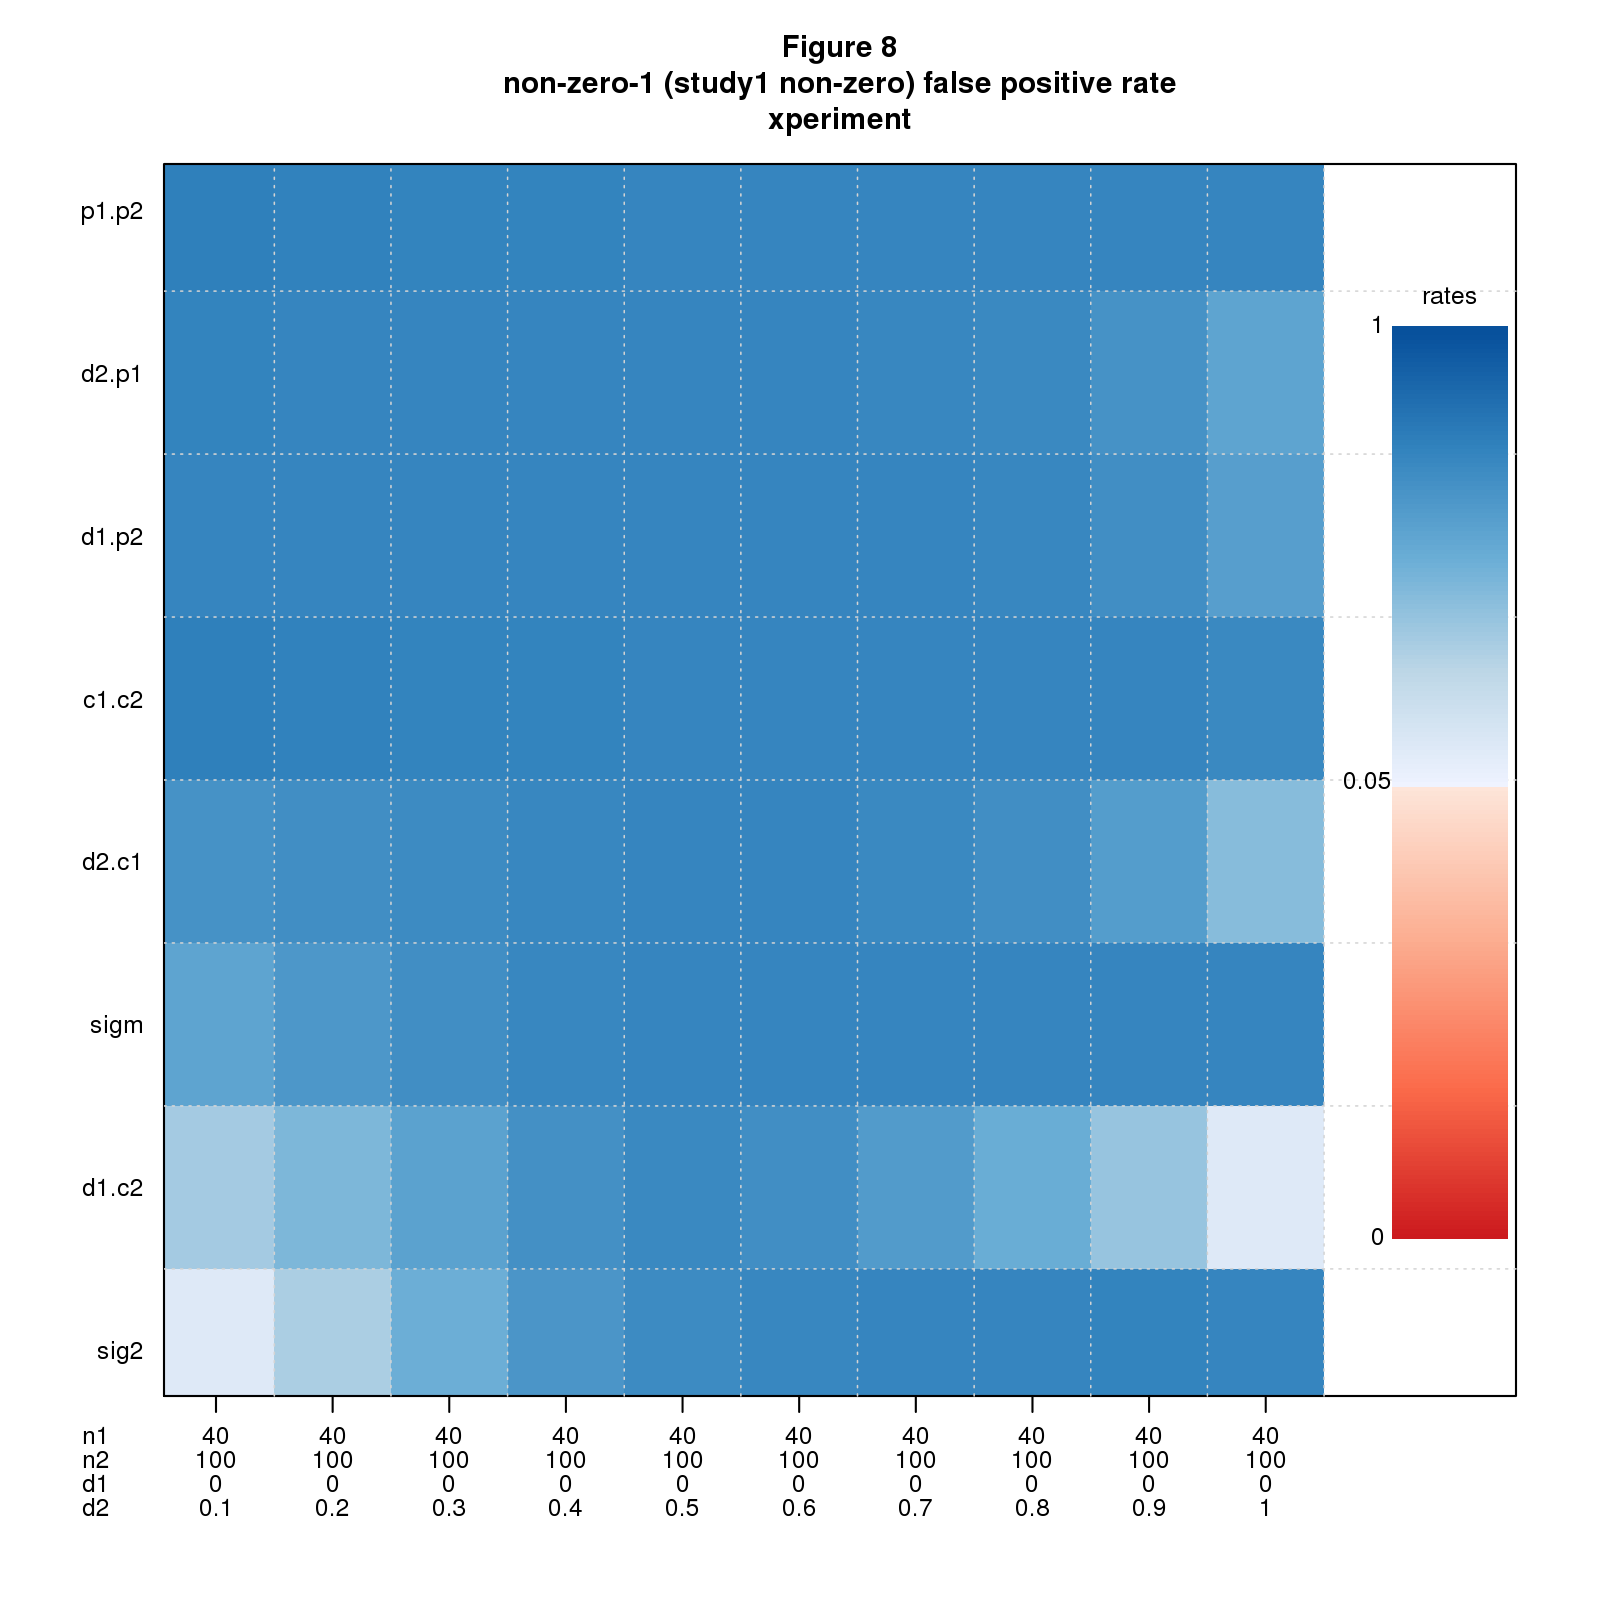 Figure 8
non-zero-1 (study1 non-zero) false positive rate
xperiment
p1.p2
d2.p1
d1.p2
c1.c2
d2.c1
sigm
d1.c2
sig2
rates
1
0.05
0
n1 40 40 40 40 40 40 40 40 40 40
n2 100 100 100 100 100 100 100 100 100 100
d1 0 0 0 0 0 0 0 0 0 0
d2 0.1 0.2 0.3 0.4 0.5 0.6 0.7 0.8 0.9 1